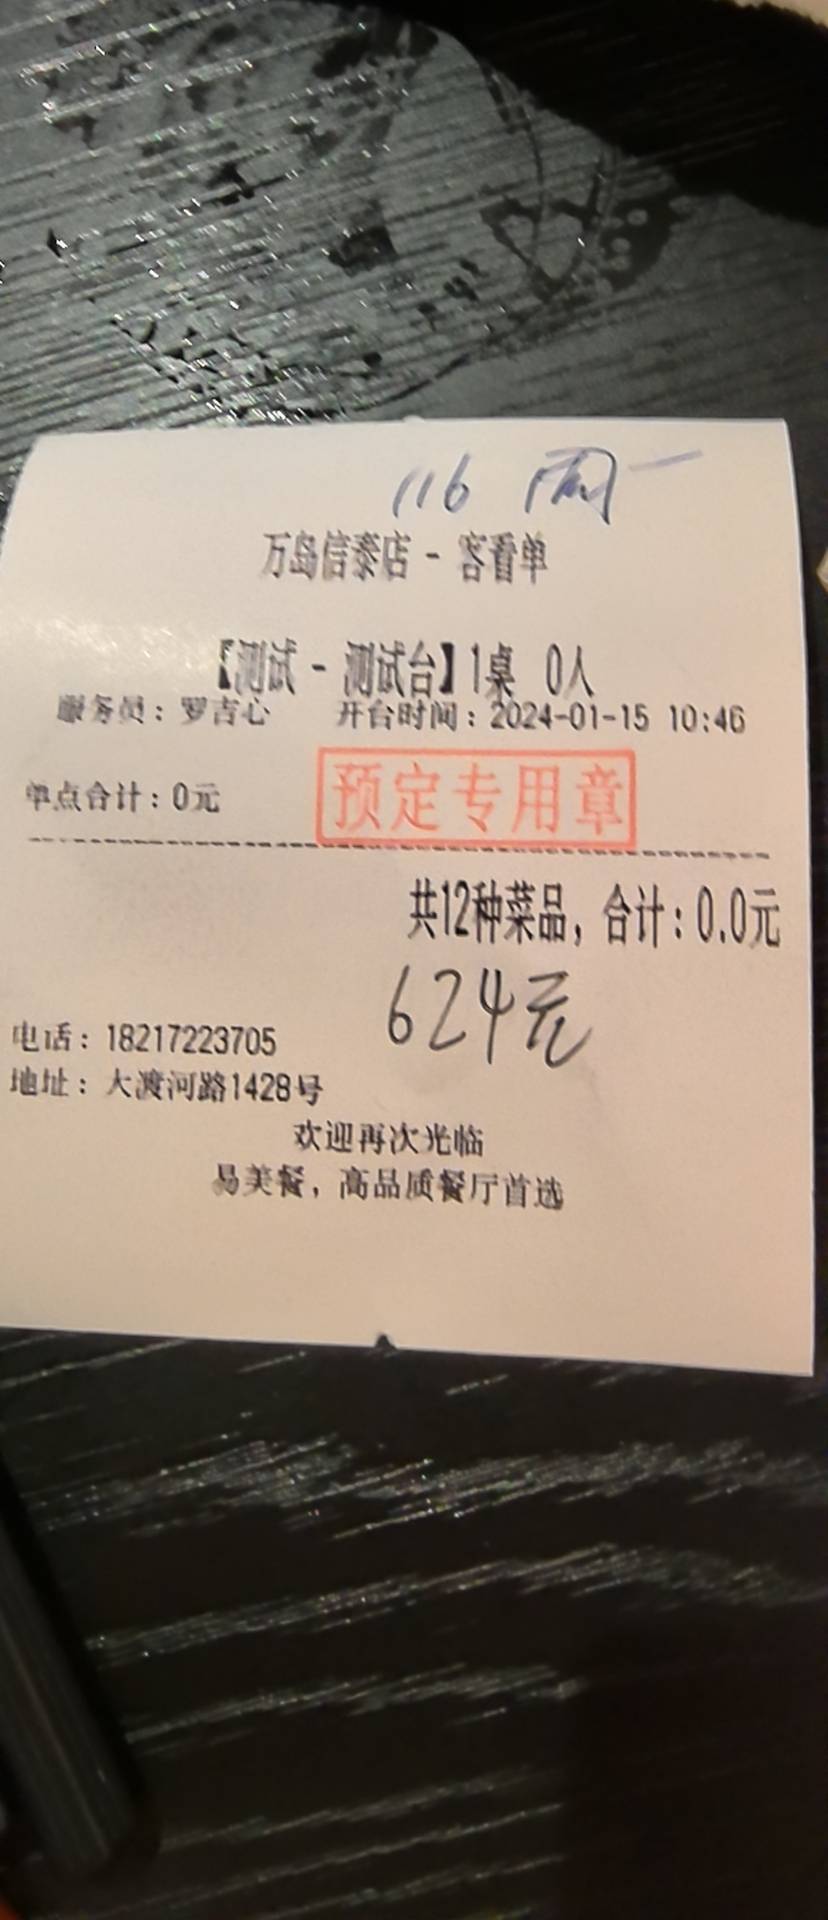 116 周一
万岛信泰店 - 客看单
【测试 - 测试台】1桌 0人
服务员：罗吉心 开台时间：2024-01-15 10:46
单点合计：0元
预定专用章
共12种菜品，合计：0.0元
624元
电话：18217223705
地址：大渡河路1428号
欢迎再次光临
易美餐，高品质餐厅首选